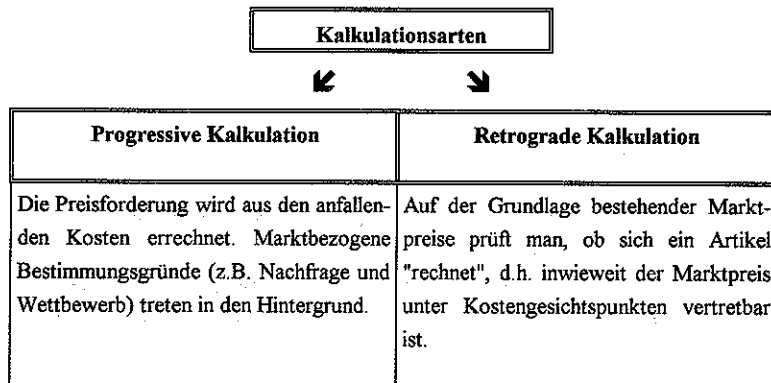 Kalkulationsarten
Progressive Kalkulation
Retrograde Kalkulation
Die Preisforderung wird aus den anfallen-
den Kosten errechnet. Marktbezogene
Bestimmungsgründe (z.B. Nachfrage und
Wettbewerb) treten in den Hintergrund.
Auf der Grundlage bestehender Markt-
preise prüft man, ob sich ein Artikel
"rechnet", d.h. inwieweit der Marktpreis
unter Kostengesichtspunkten vertretbar
ist.